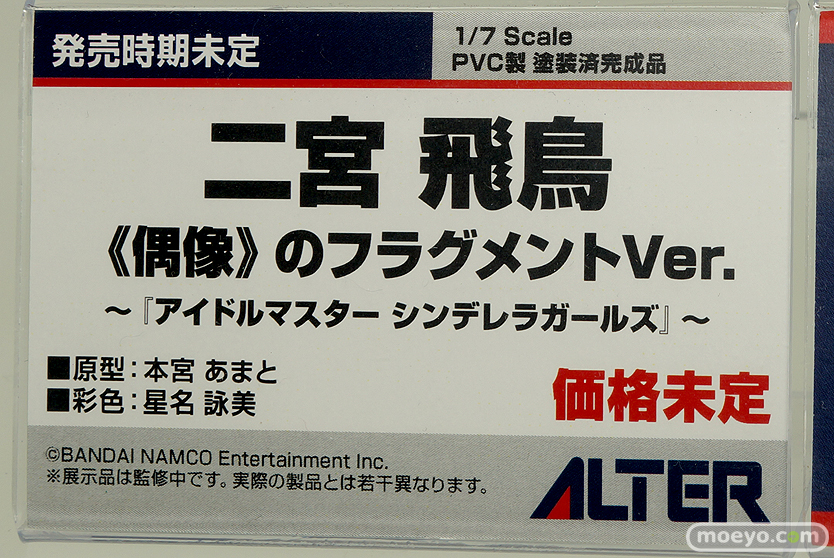 発売時期未定
1/7 Scale
PVC製 塗装済完成品
二宮 飛鳥
《偶像》のフラグメントVer.
～『アイドルマスター シンデレラガールズ』～
■原型：本宮 あまと
■彩色：星名 詠美
価格未定
©BANDAI NAMCO Entertainment Inc.
※展示品は監修中です。実際の製品とは若干異なります。
ALTER
moeyo.com